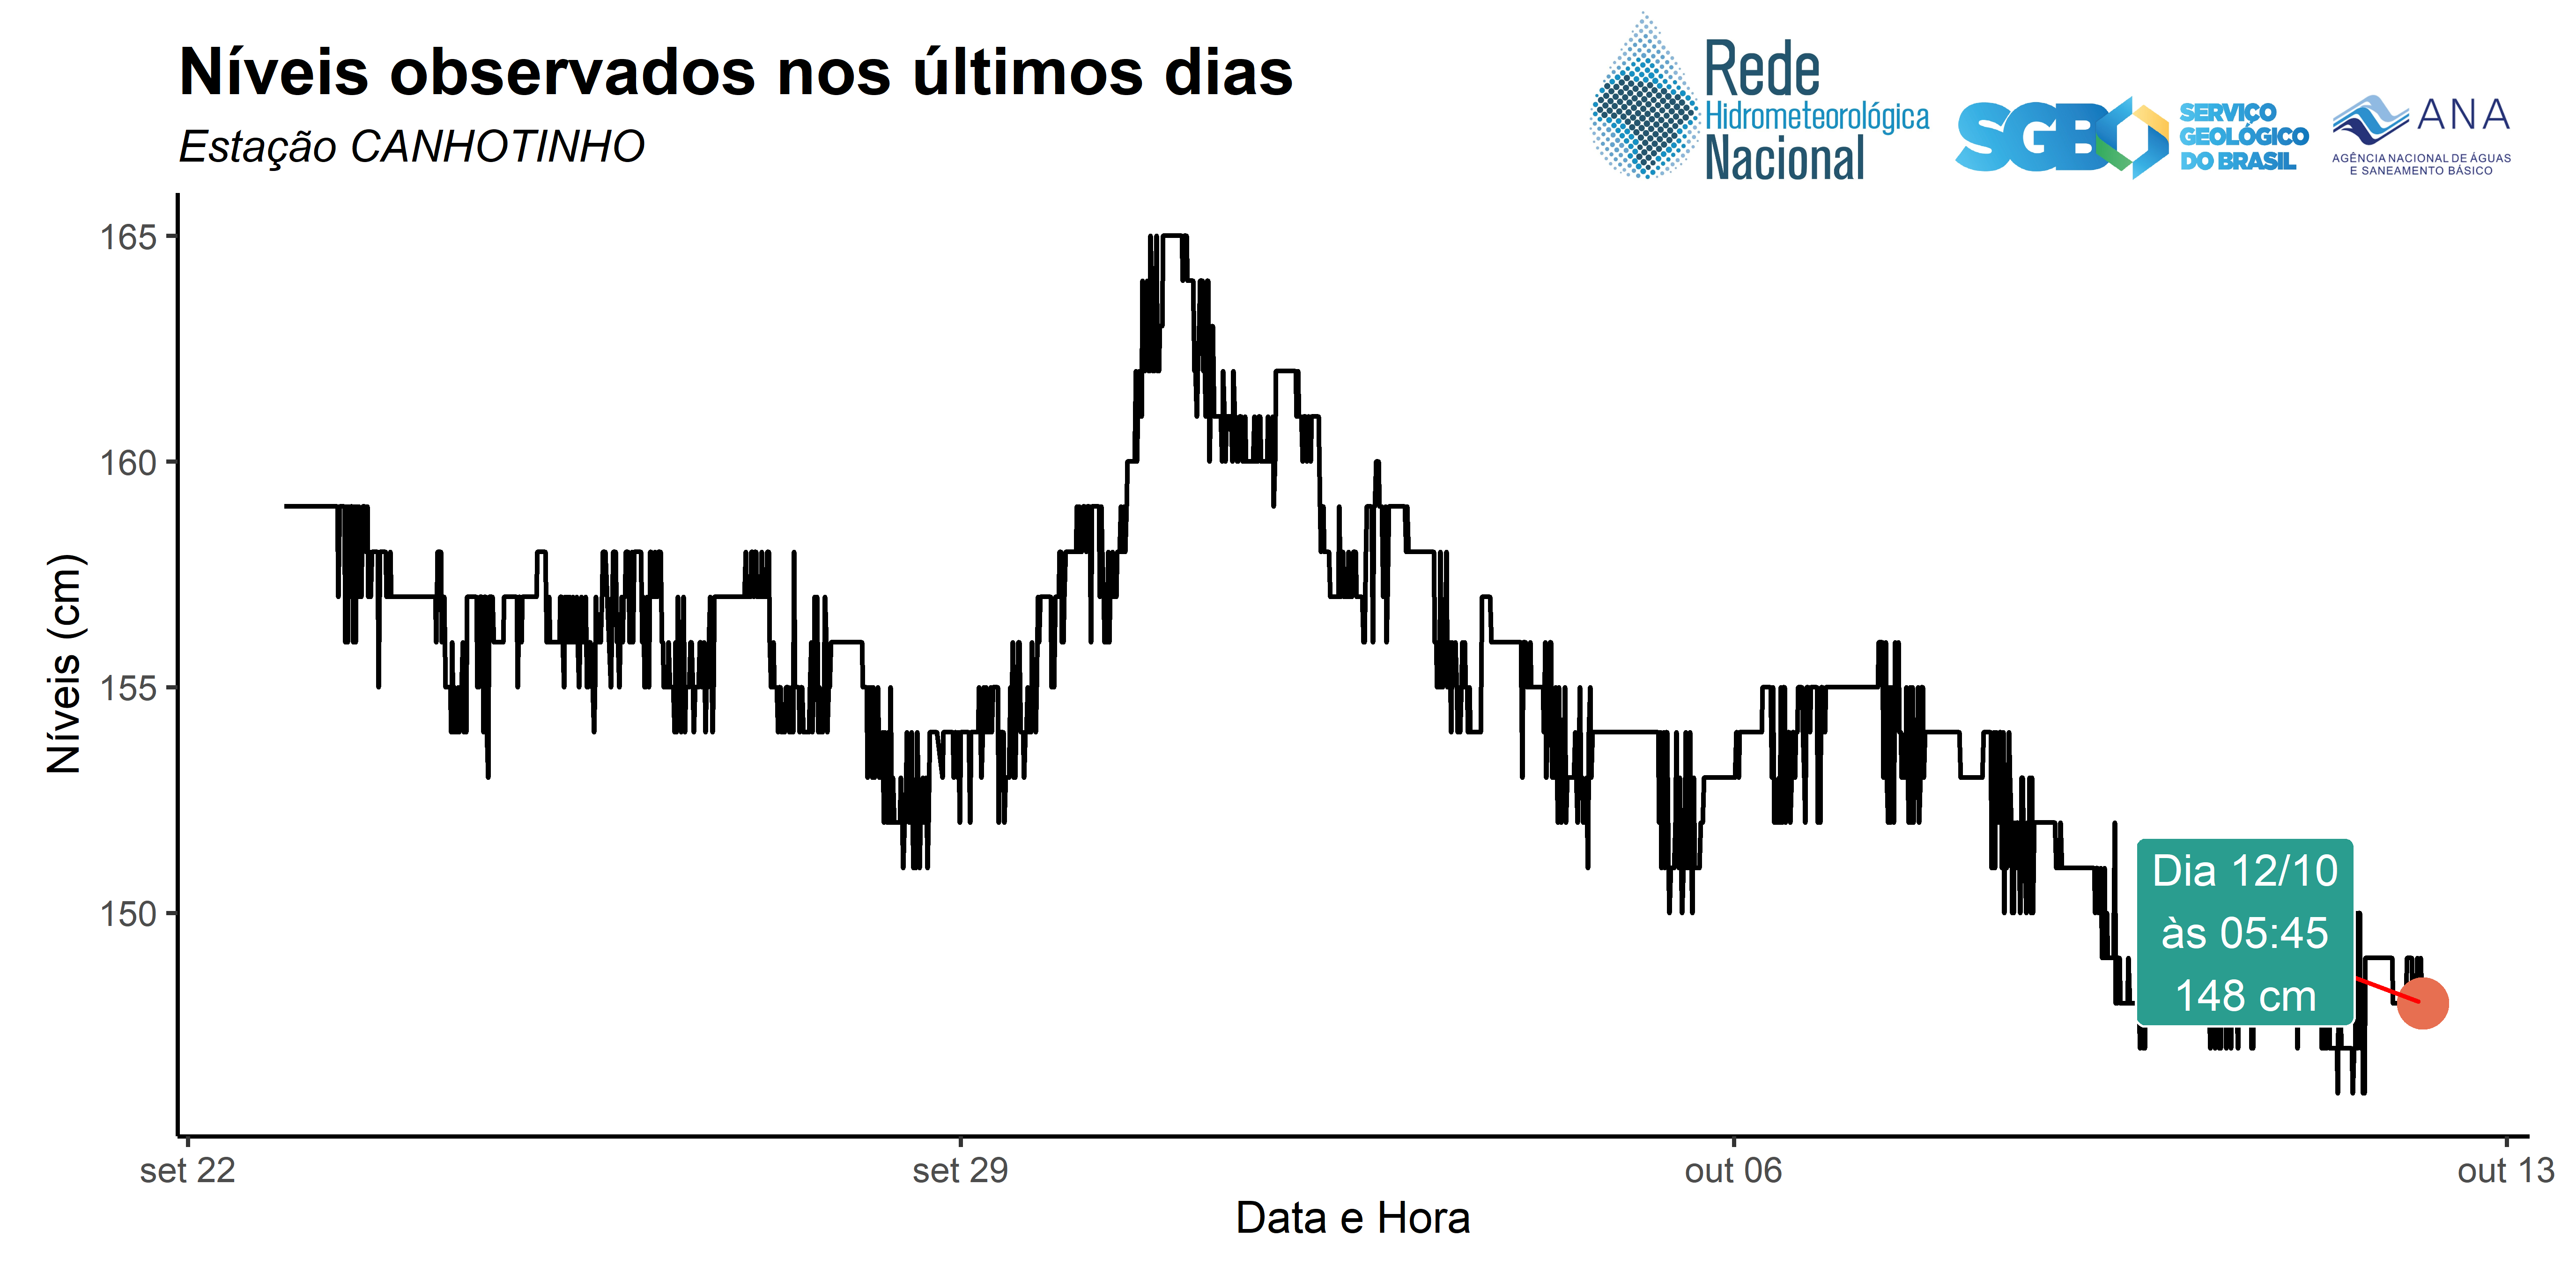 Níveis observados nos últimos dias
Estação CANHOTINHO
Rede
Hidrometeorológica
Nacional
SGB
SERVIÇO
GEOLÓGICO
DO BRASIL
ANA
AGÊNCIA NACIONAL DE ÁGUAS
E SANEAMENTO BÁSICO
Níveis (cm)
165
160
155
150
Dia 12/10
às 05:45
148 cm
set 22
set 29
out 06
out 13
Data e Hora